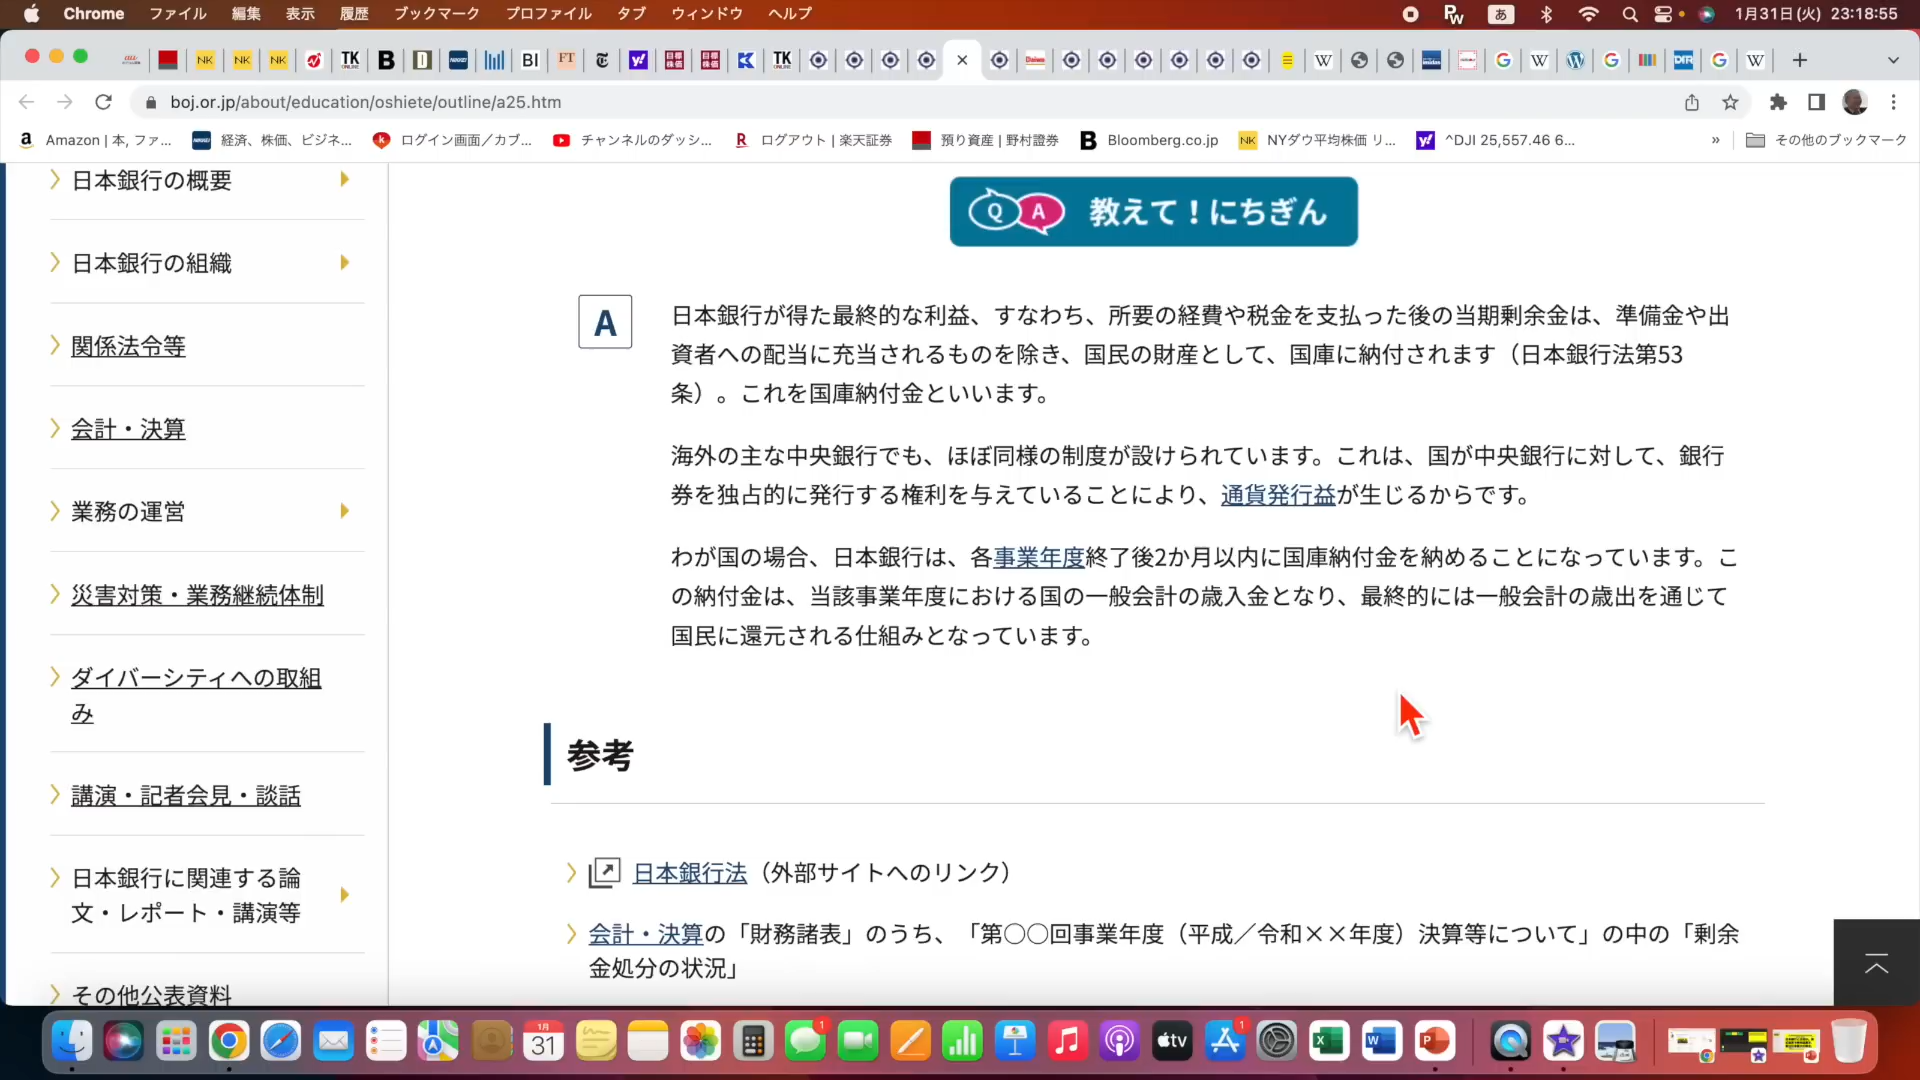 Chrome ファイル 編集 表示 履歴 ブックマーク プロファイル タブ ウィンドウ ヘルプ あ 1月31日(火) 23:18:55
boj.or.jp/about/education/oshiete/outline/a25.htm
Amazon | 本, ファ... 経済、株価、ビジネ... ログイン画面／カブ... チャンネルのダッシ... ログアウト | 楽天証券 預り資産 | 野村證券 Bloomberg.co.jp NYダウ平均株価 リ... ^DJI 25,557.46 6... » その他のブックマーク
日本銀行の概要
日本銀行の組織
関係法令等
会計・決算
業務の運営
災害対策・業務継続体制
ダイバーシティへの取組
み
講演・記者会見・談話
日本銀行に関連する論
文・レポート・講演等
その他公表資料
Q A 教えて！にちぎん
A
日本銀行が得た最終的な利益、すなわち、所要の経費や税金を支払った後の当期剰余金は、準備金や出
資者への配当に充当されるものを除き、国民の財産として、国庫に納付されます（日本銀行法第53
条）。これを国庫納付金といいます。
海外の主な中央銀行でも、ほぼ同様の制度が設けられています。これは、国が中央銀行に対して、銀行
券を独占的に発行する権利を与えていることにより、通貨発行益が生じるからです。
わが国の場合、日本銀行は、各事業年度終了後2か月以内に国庫納付金を納めることになっています。こ
の納付金は、当該事業年度における国の一般会計の歳入金となり、最終的には一般会計の歳出を通じて
国民に還元される仕組みとなっています。
参考
日本銀行法（外部サイトへのリンク）
会計・決算の「財務諸表」のうち、「第〇〇回事業年度（平成／令和××年度）決算等について」の中の「剰余
金処分の状況」
1月
31
1
tv
1